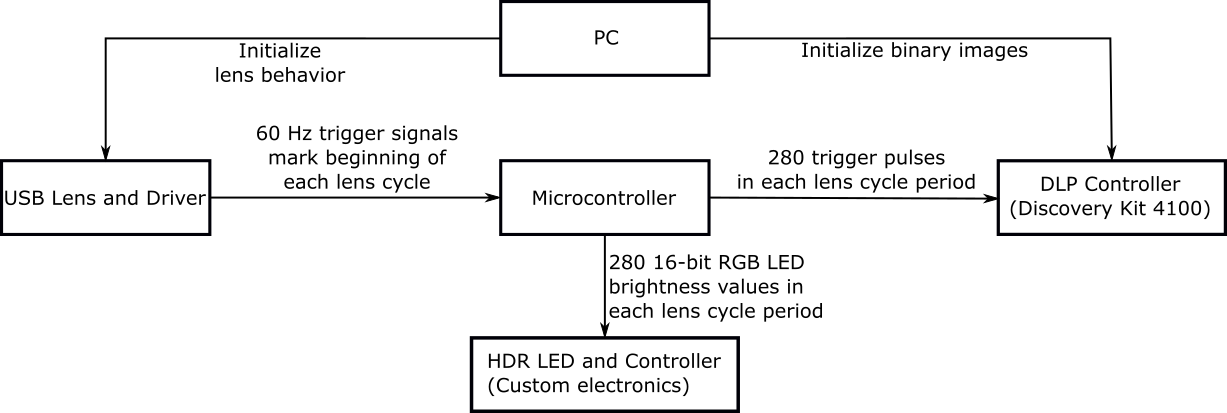 PC
Initialize
lens behavior
Initialize binary images
60 Hz trigger signals
mark beginning of
each lens cycle
280 trigger pulses
in each lens cycle period
USB Lens and Driver
Microcontroller
DLP Controller
(Discovery Kit 4100)
280 16-bit RGB LED
brightness values in
each lens cycle period
HDR LED and Controller
(Custom electronics)